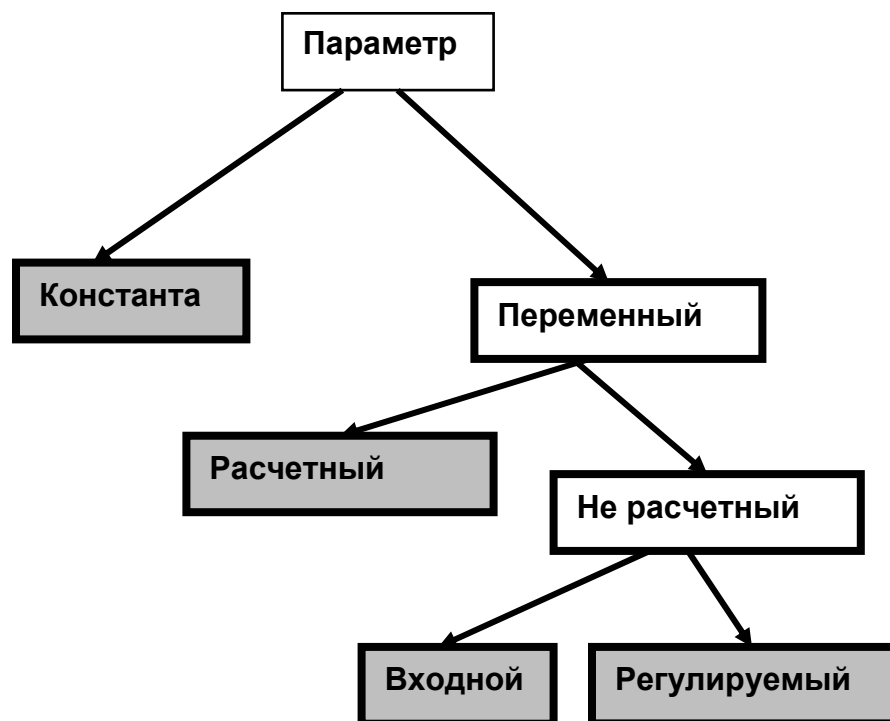 Параметр
Константа
Переменный
Расчетный
Не расчетный
Входной
Регулируемый